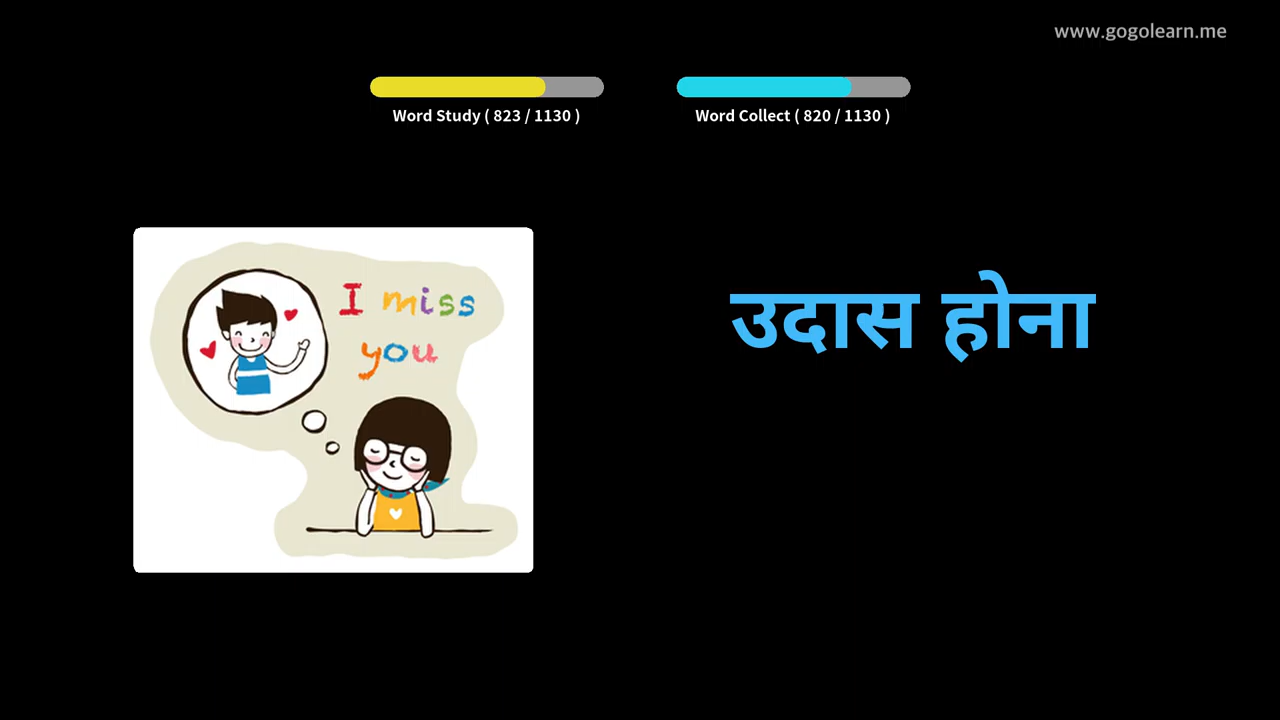 www.gogolearn.me
Word Study ( 823 / 1130 )
Word Collect ( 820 / 1130 )
I miss
you
उदास होना